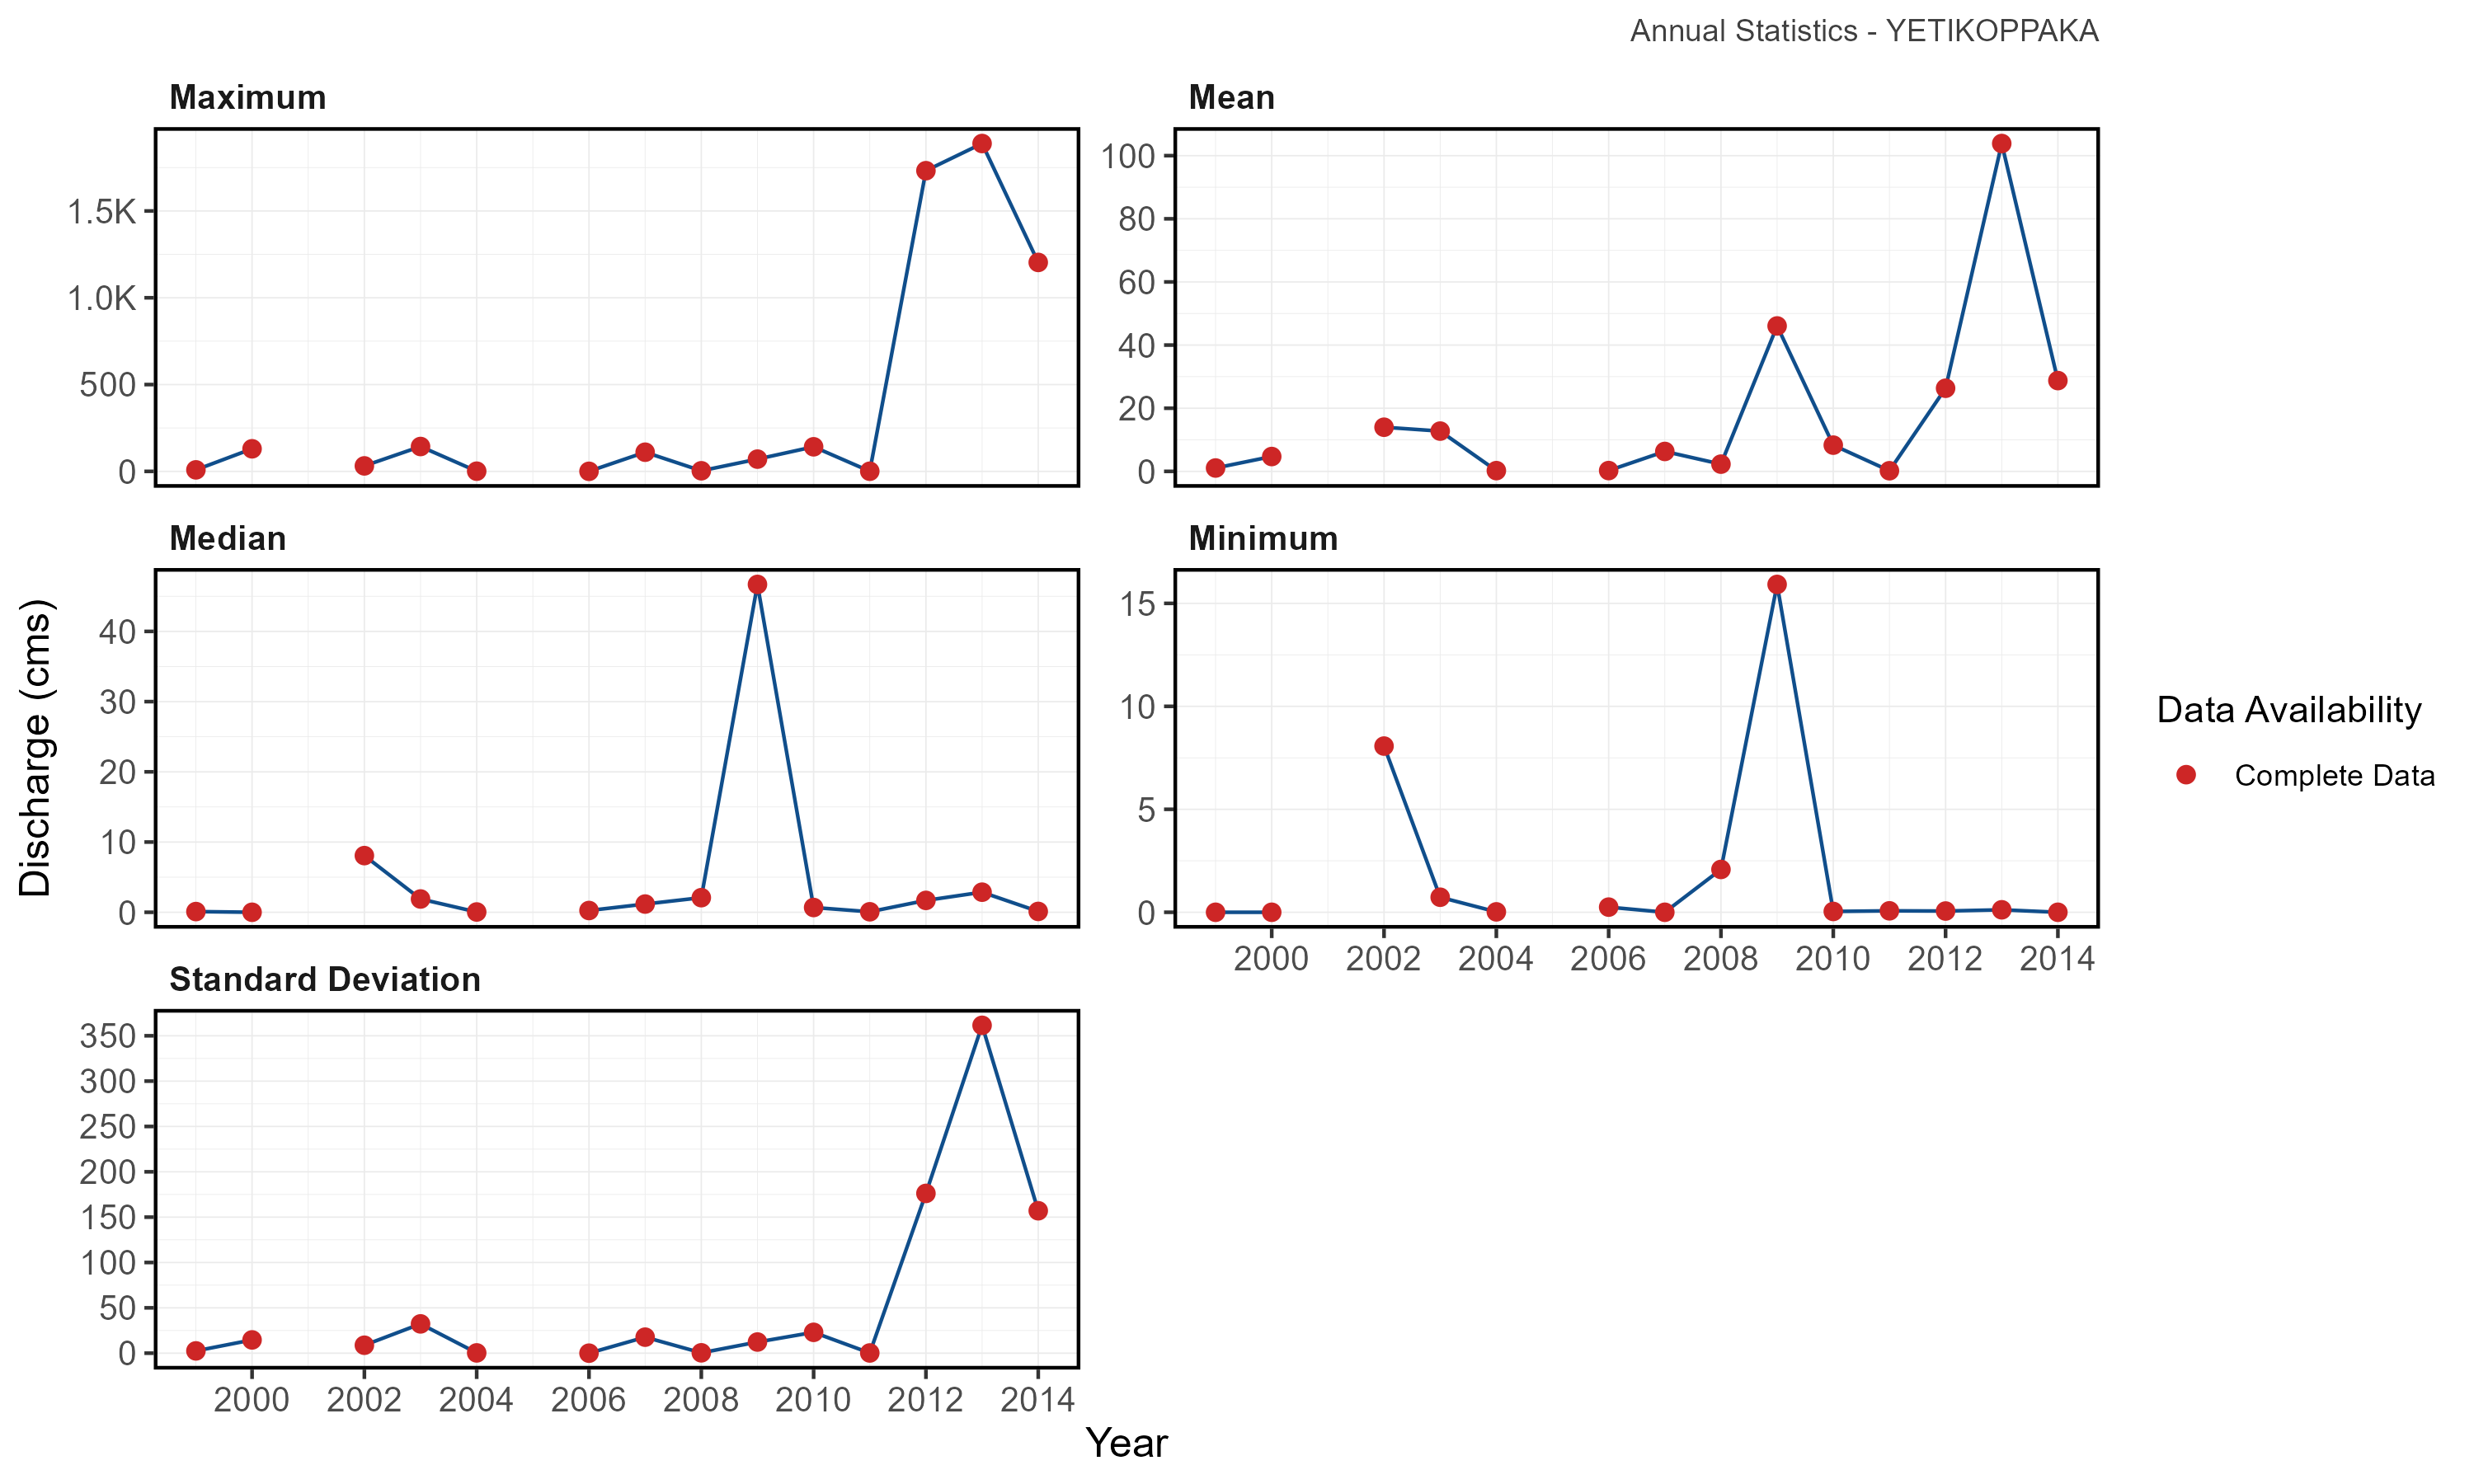 Annual Statistics - YETIKOPPAKA
Maximum
1.5K
1.0K
500
0
Mean
100
80
60
40
20
0
Discharge (cms)
Median
40
30
20
10
0
Minimum
15
10
5
0
2000 2002 2004 2006 2008 2010 2012 2014
Data Availability
Complete Data
Standard Deviation
350
300
250
200
150
100
50
0
2000 2002 2004 2006 2008 2010 2012 2014
Year